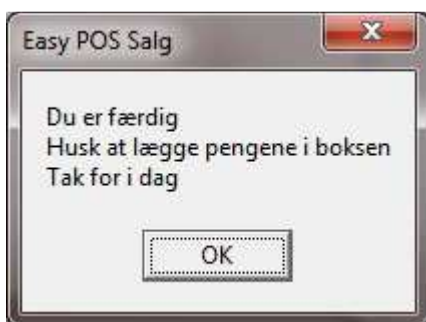 Easy POS Salg
Du er færdig
Husk at lægge pengene i boksen
Tak for i dag
OK